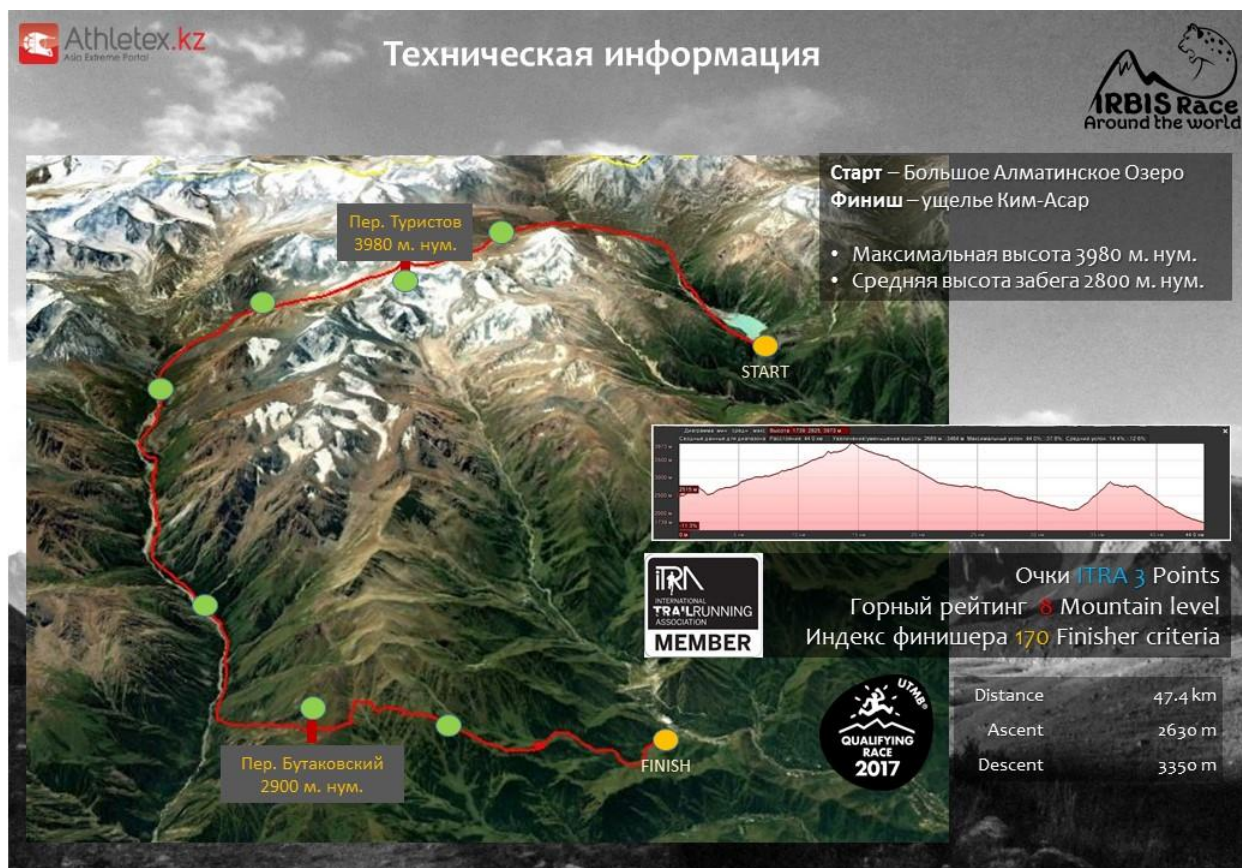 Athletex.kz
Asia Extreme Portal
Техническая информация
IRBIS Race
Around the world
Старт – Большое Алматинское Озеро
Финиш – ущелье Ким-Асар
• Максимальная высота 3980 м. нум.
• Средняя высота забега 2800 м. нум.
Пер. Туристов
3980 м. нум.
START
Пер. Бутаковский
2900 м. нум.
FINISH
ITRA
INTERNATIONAL
TRAILRUNNING
ASSOCIATION
MEMBER
Очки ITRA 3 Points
Горный рейтинг 8 Mountain level
Индекс финишера 170 Finisher criteria
UTMB®
QUALIFYING
RACE
2017
Distance 47.4 km
Ascent 2630 m
Descent 3350 m